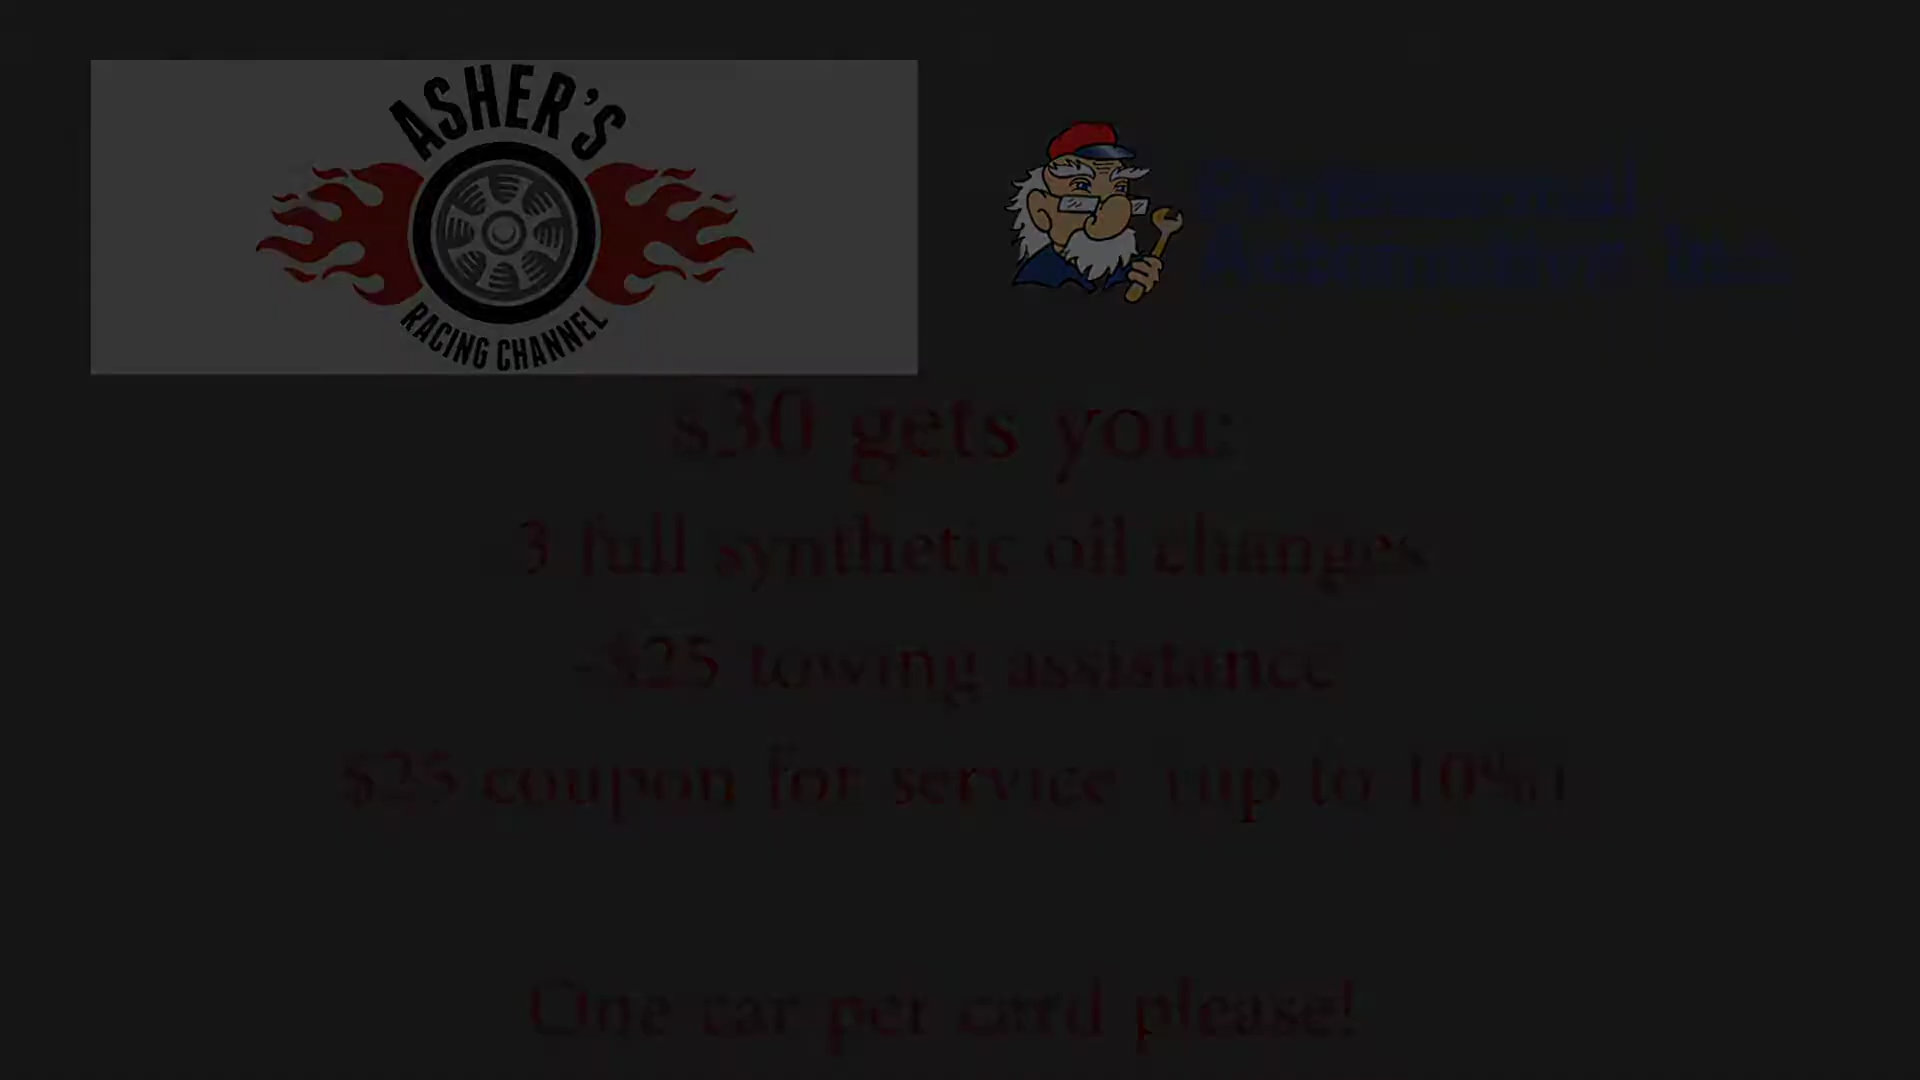 ASHER'S
RACING CHANNEL
Professional
Automotive, Inc.
$30 gets you:
-3 full synthetic oil changes
-$25 towing assistance
$25 coupon for service (up to 10%)
One car per card please!